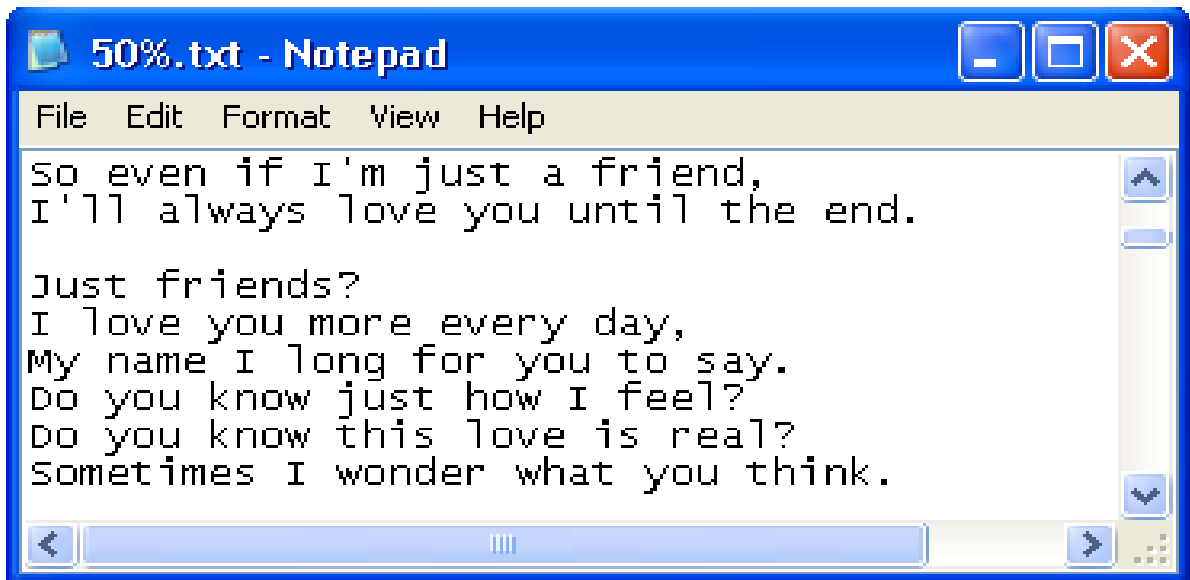 50%.txt - Notepad
File Edit Format View Help
So even if I'm just a friend,
I'll always love you until the end.

Just friends?
I love you more every day,
My name I long for you to say.
Do you know just how I feel?
Do you know this love is real?
Sometimes I wonder what you think.